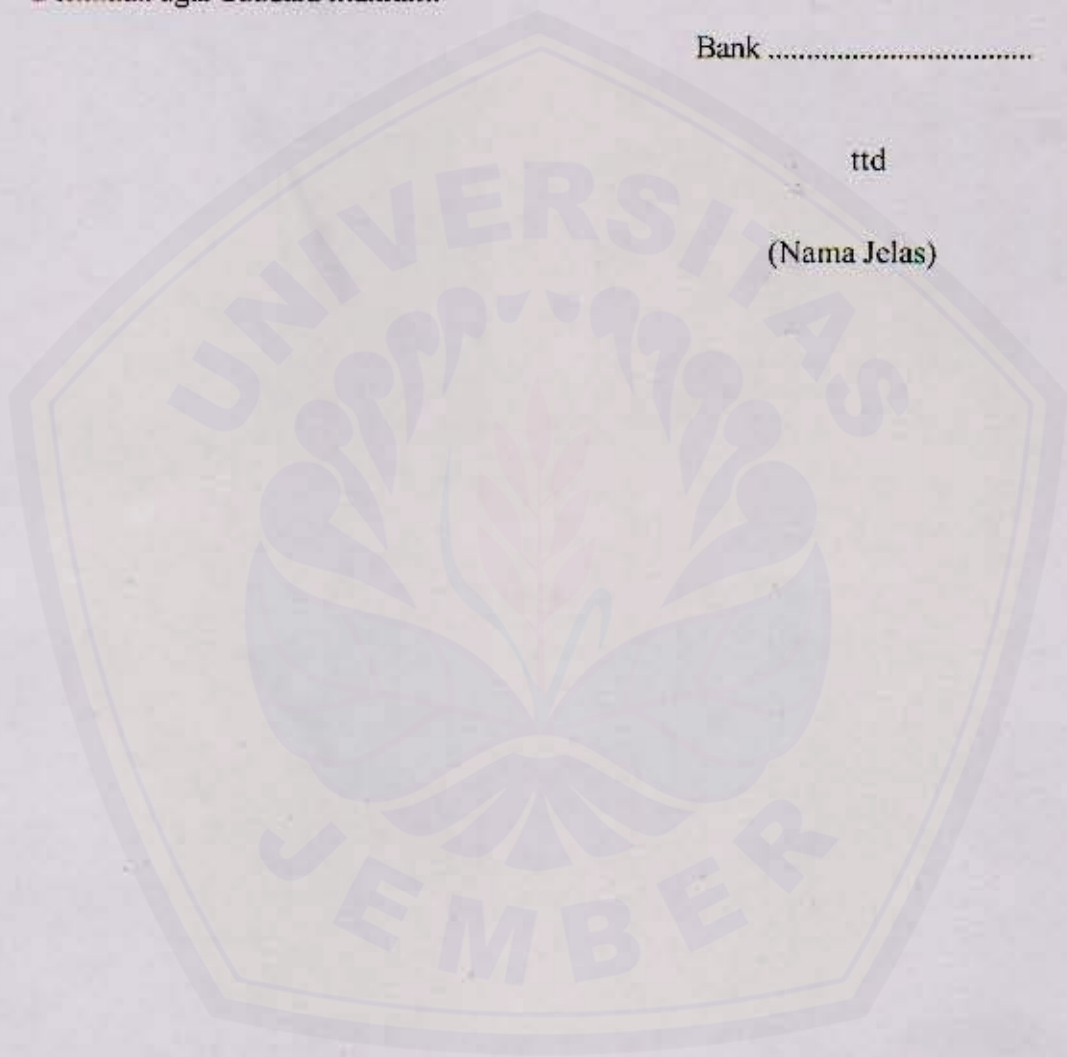 Bank ..................................
ttd
(Nama Jelas)
UNIVERSITAS
JEMBER